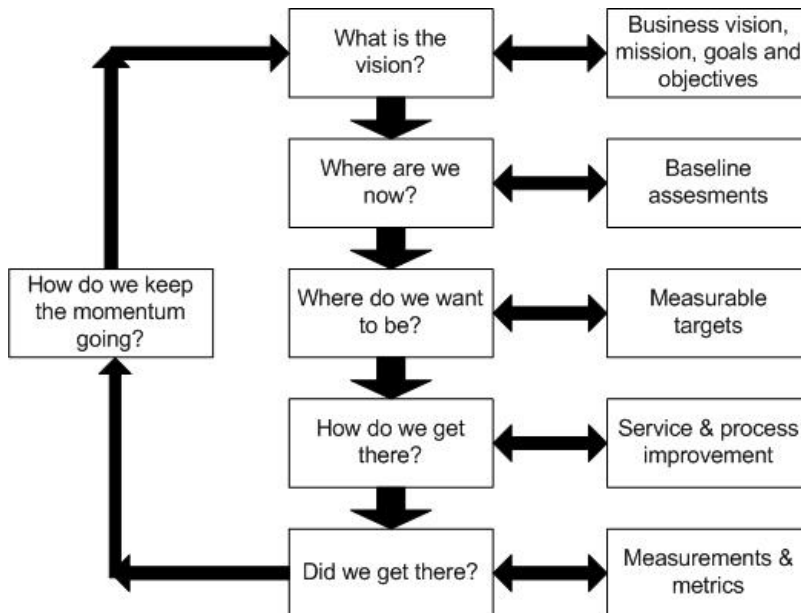 What is the
vision?
Business vision,
mission, goals and
objectives
Where are we
now?
Baseline
assesments
How do we keep
the momentum
going?
Where do we want
to be?
Measurable
targets
How do we get
there?
Service & process
improvement
Did we get there?
Measurements &
metrics